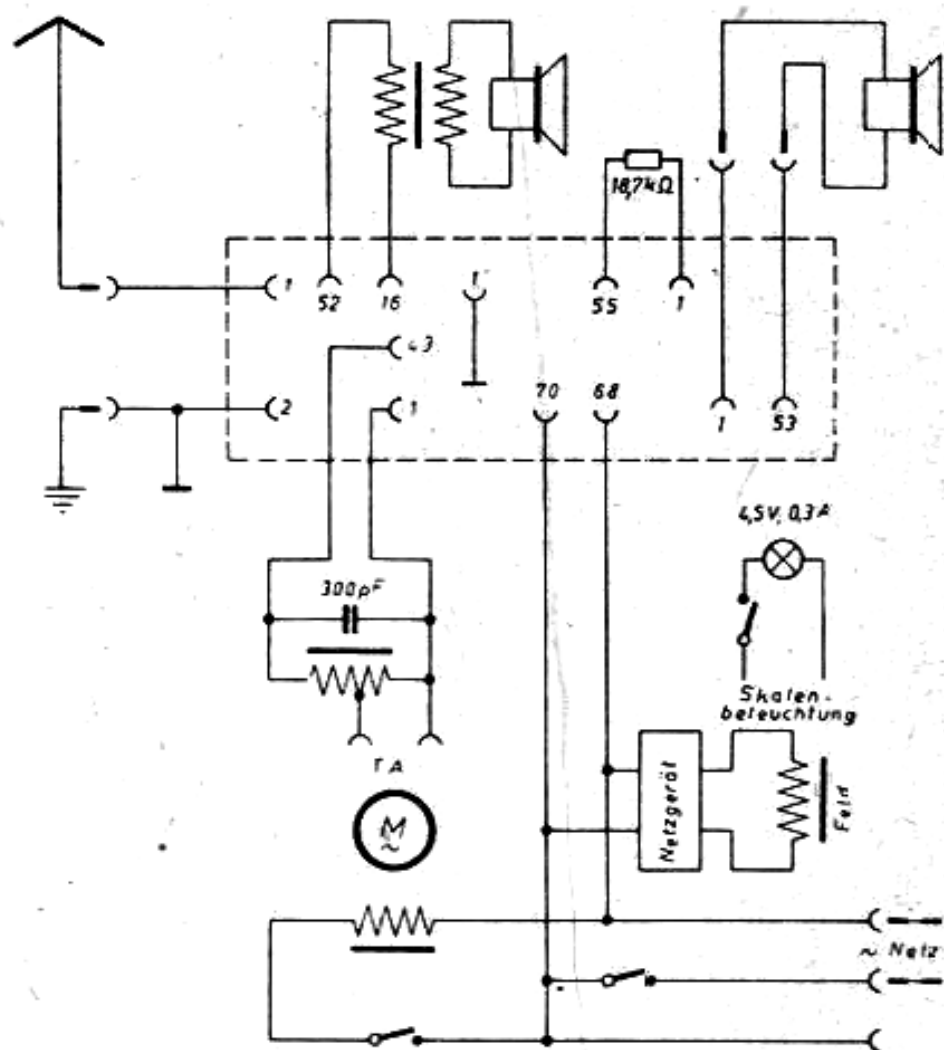 18,7kΩ
1 52 16 1 55 1
43
2 1 70 68 1 53
4,5V, 0,3A
300pF
Skalen-
beleuchtung
TA
M
~
Netzgerät
Feld
~ Netz